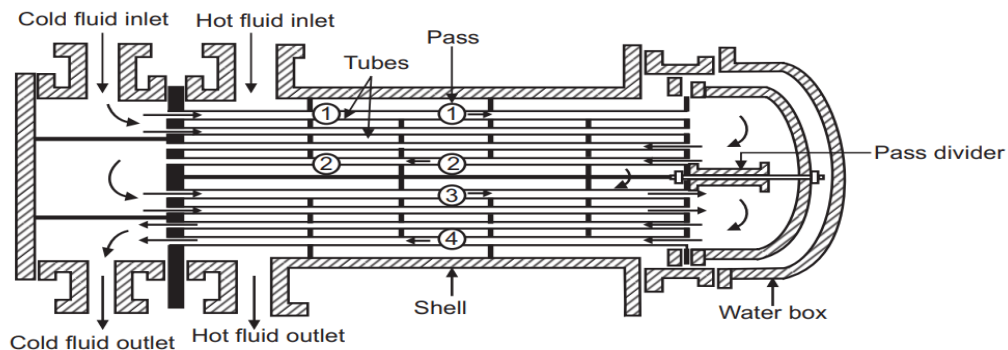 Cold fluid inlet
Hot fluid inlet
Pass
Tubes
1
1
2
2
Pass divider
3
4
Shell
Water box
Cold fluid outlet
Hot fluid outlet